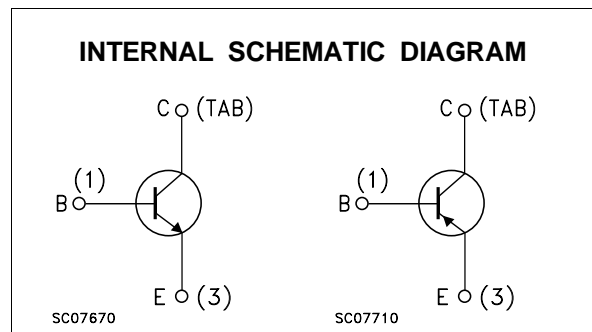 INTERNAL SCHEMATIC DIAGRAM
C (TAB)
C (TAB)
(1)
(1)
B
B
E (3)
E (3)
SC07670
SC07710